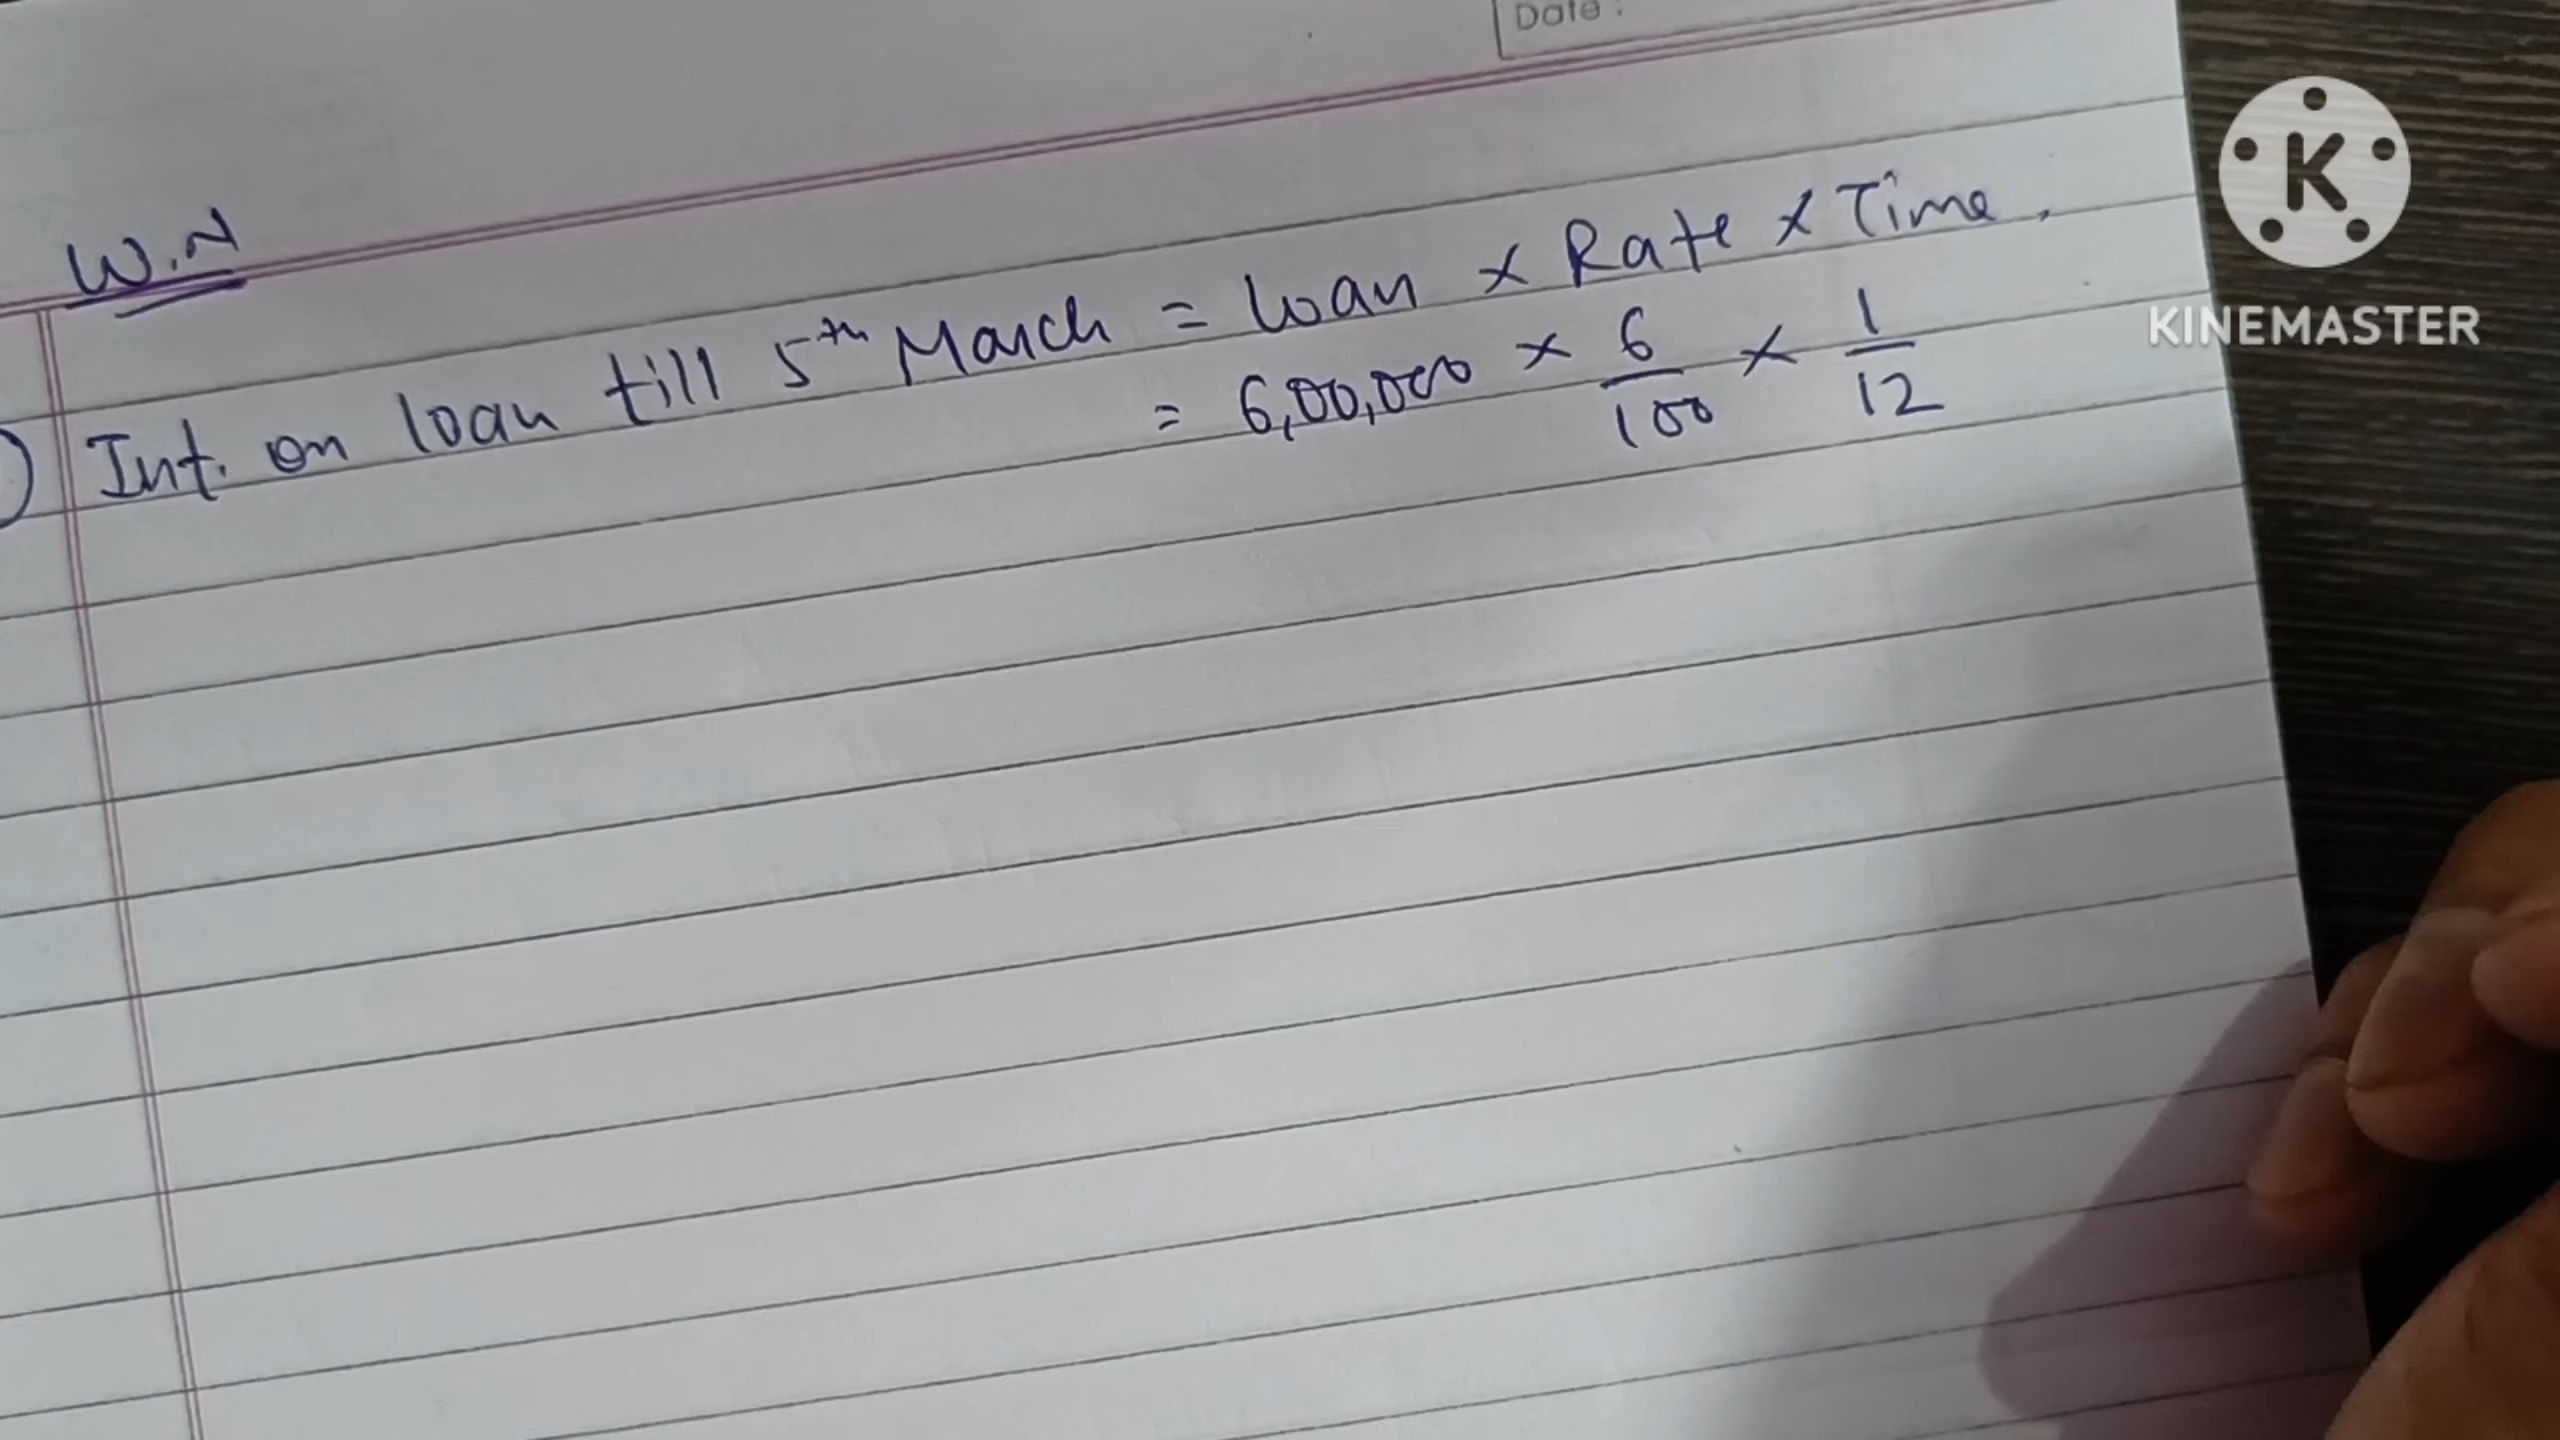 Date :
W.N
Int. on loan till 5th March = loan x Rate x Time.
= 6,00,000 x 6/100 x 1/12
K
KINEMASTER